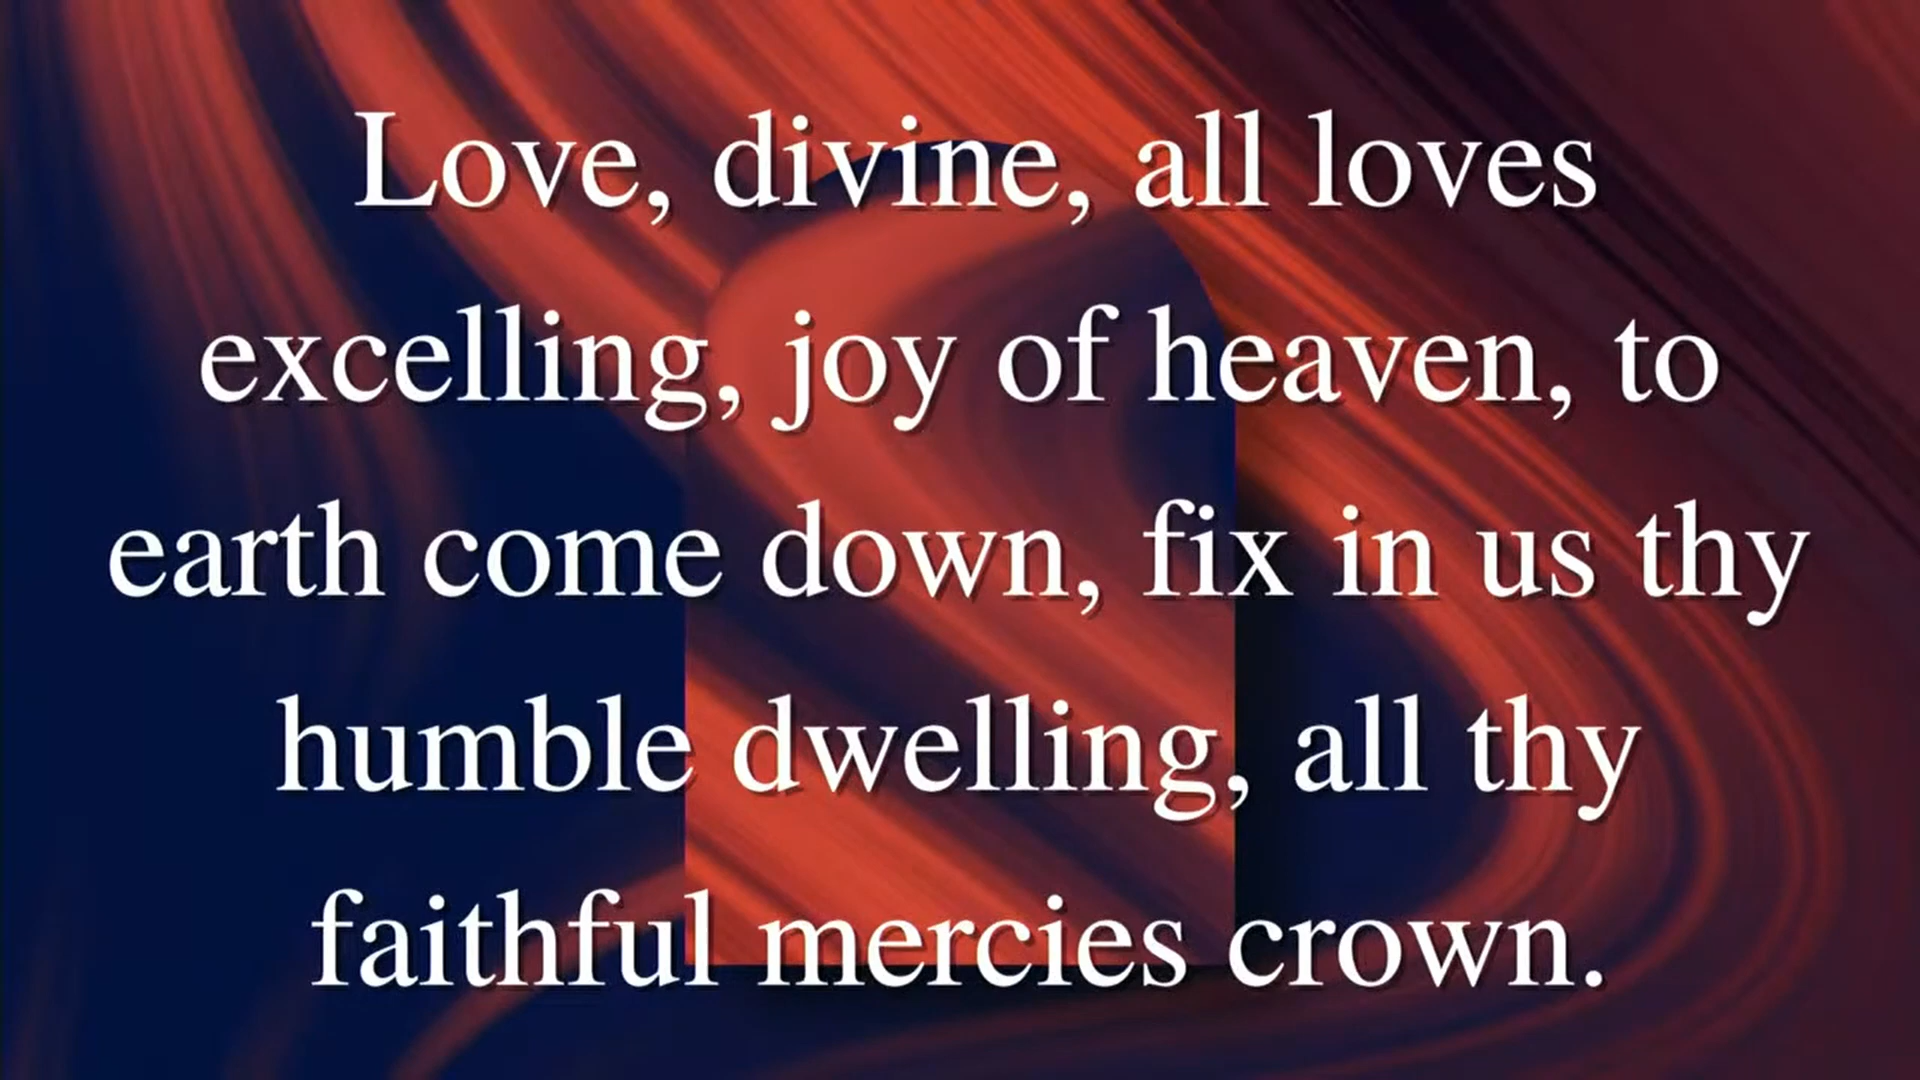 Love, divine, all loves
excelling, joy of heaven, to
earth come down, fix in us thy
humble dwelling, all thy
faithful mercies crown.